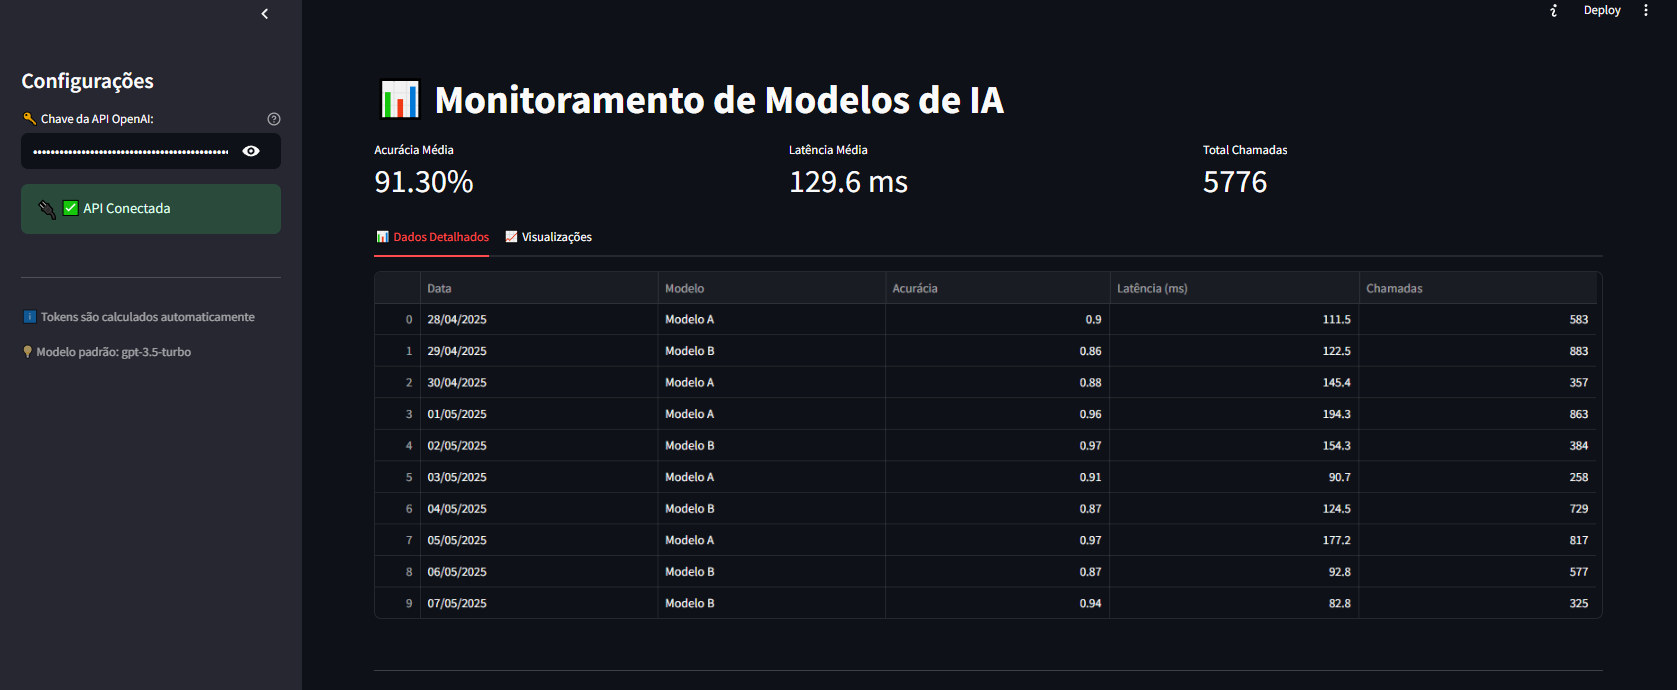 Deploy
Configurações
Chave da API OpenAI:
API Conectada
Tokens são calculados automaticamente
Modelo padrão: gpt-3.5-turbo
Monitoramento de Modelos de IA
Acurácia Média Latência Média Total Chamadas
91.30% 129.6 ms 5776
Dados Detalhados Visualizações
Data Modelo Acurácia Latência (ms) Chamadas
0 28/04/2025 Modelo A 0.9 111.5 583
1 29/04/2025 Modelo B 0.86 122.5 883
2 30/04/2025 Modelo A 0.88 145.4 357
3 01/05/2025 Modelo A 0.96 194.3 863
4 02/05/2025 Modelo B 0.97 154.3 384
5 03/05/2025 Modelo A 0.91 90.7 258
6 04/05/2025 Modelo B 0.87 124.5 729
7 05/05/2025 Modelo A 0.97 177.2 817
8 06/05/2025 Modelo B 0.87 92.8 577
9 07/05/2025 Modelo B 0.94 82.8 325